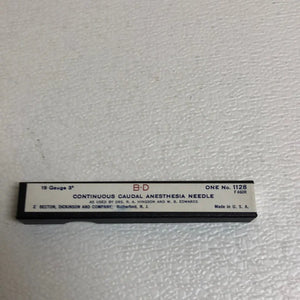 19 Gauge 3" B-D ONE No. 1128
FABIR
CONTINUOUS CAUDAL ANESTHESIA NEEDLE
AS USED BY DRS. R. A. HINGSON AND W. B. EDWARDS
BECTON, DICKINSON AND COMPANY, Rutherford, N. J. Made in U. S. A.